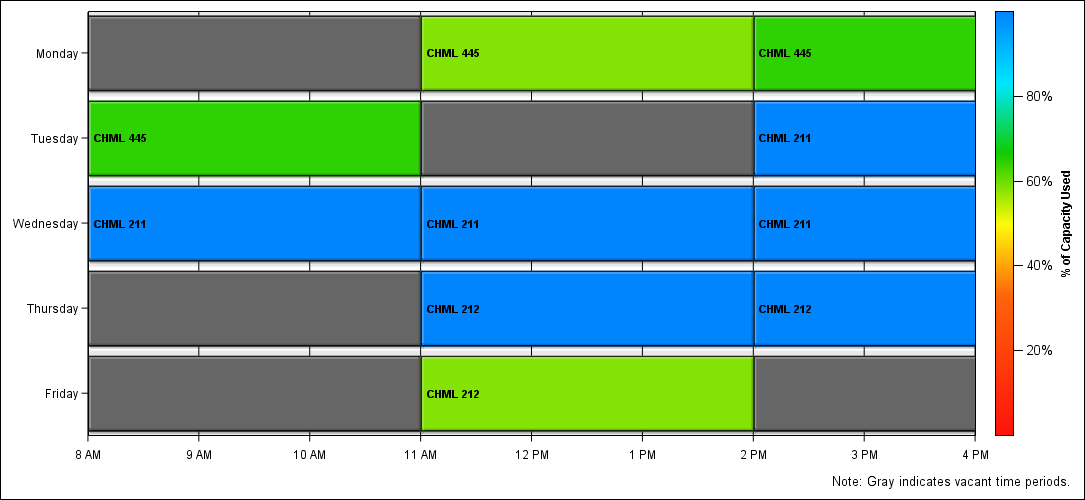 Monday
CHML 445
CHML 445
Tuesday
CHML 445
CHML 211
Wednesday
CHML 211
CHML 211
CHML 211
Thursday
CHML 212
CHML 212
Friday
CHML 212
8 AM 9 AM 10 AM 11 AM 12 PM 1 PM 2 PM 3 PM 4 PM
80%
60%
40%
20%
% of Capacity Used
Note: Gray indicates vacant time periods.